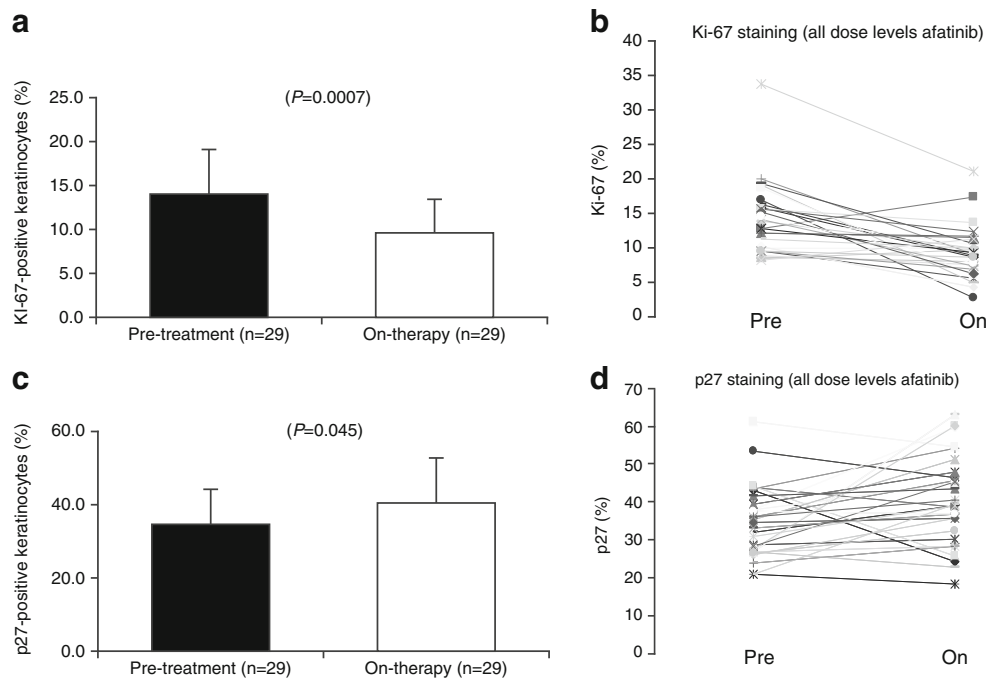 a
KI-67-positive keratinocytes (%)
25.0
20.0
15.0
10.0
5.0
0.0
(P=0.0007)
Pre-treatment (n=29)
On-therapy (n=29)
b
Ki-67 staining (all dose levels afatinib)
Ki-67 (%)
40
35
30
25
20
15
10
5
0
Pre
On
c
p27-positive keratinocytes (%)
60.0
40.0
20.0
0.0
(P=0.045)
Pre-treatment (n=29)
On-therapy (n=29)
d
p27 staining (all dose levels afatinib)
p27 (%)
70
60
50
40
30
20
10
0
Pre
On